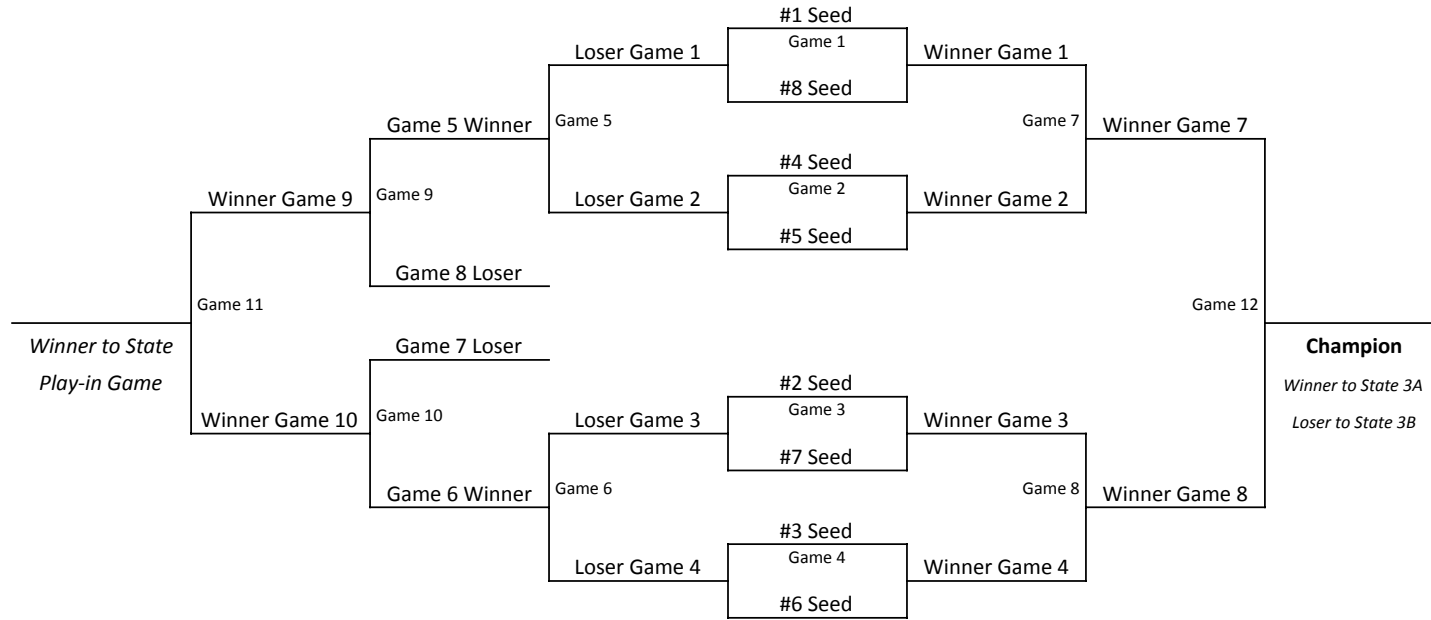 #1 Seed
Loser Game 1
Game 1
Winner Game 1
#8 Seed
Game 5 Winner
Game 5
Game 7
Winner Game 7
#4 Seed
Winner Game 9
Game 9
Loser Game 2
Game 2
Winner Game 2
#5 Seed
Game 8 Loser
Game 11
Game 12
Winner to State
Play-in Game
Game 7 Loser
Champion
Winner to State 3A
Loser to State 3B
#2 Seed
Winner Game 10
Game 10
Loser Game 3
Game 3
Winner Game 3
#7 Seed
Game 6 Winner
Game 6
Game 8
Winner Game 8
#3 Seed
Loser Game 4
Game 4
Winner Game 4
#6 Seed